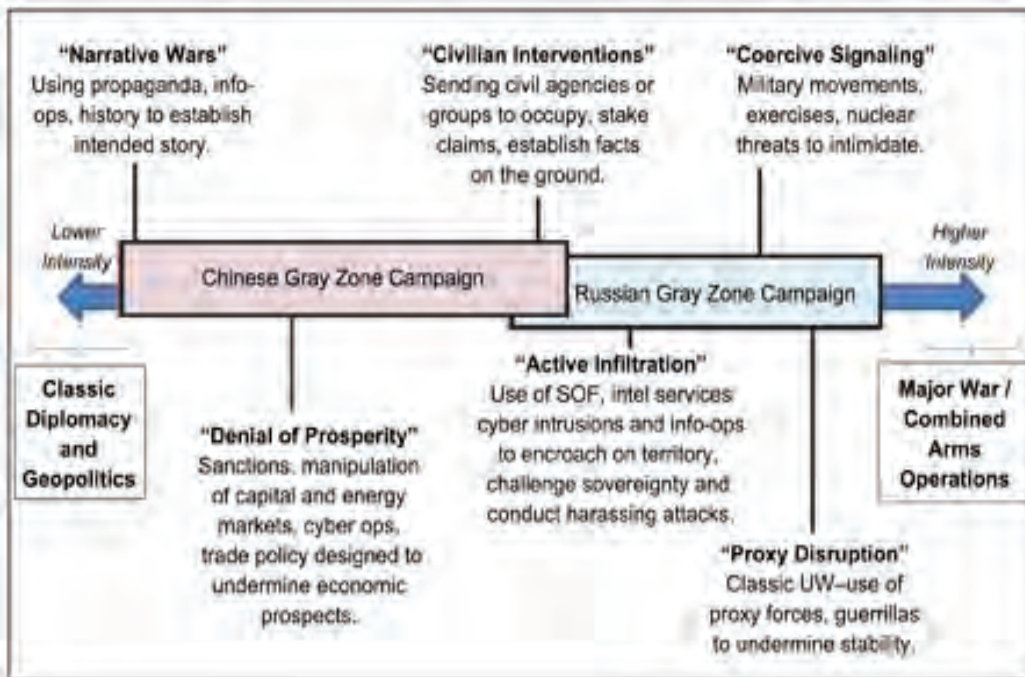 “Narrative Wars”
Using propaganda, info-
ops, history to establish
intended story.
“Civilian Interventions”
Sending civil agencies or
groups to occupy, stake
claims, establish facts
on the ground.
“Coercive Signaling”
Military movements,
exercises, nuclear
threats to intimidate.
Lower
Intensity
Higher
Intensity
Chinese Gray Zone Campaign
Russian Gray Zone Campaign
Classic
Diplomacy
and
Geopolitics
“Denial of Prosperity”
Sanctions, manipulation
of capital and energy
markets, cyber ops,
trade policy designed to
undermine economic
prospects.
“Active Infiltration”
Use of SOF, intel services
cyber intrusions and info-ops
to encroach on territory,
challenge sovereignty and
conduct harassing attacks.
“Proxy Disruption”
Classic UW–use of
proxy forces, guerrillas
to undermine stability.
Major War /
Combined
Arms
Operations